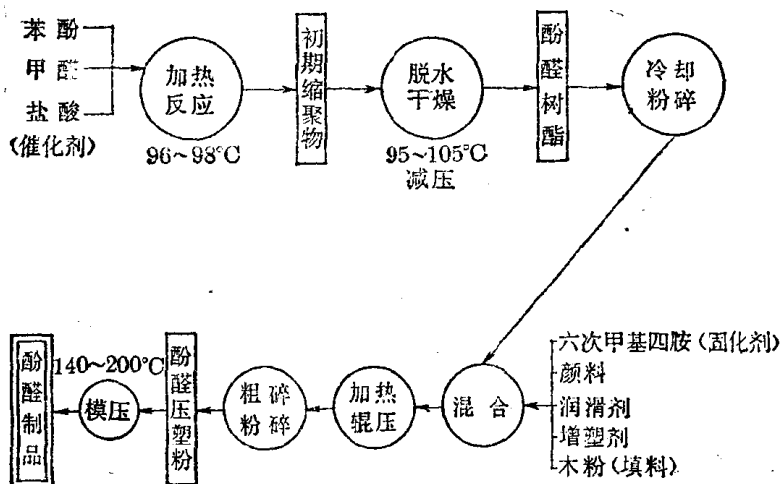 苯酚
甲醛
盐酸
(催化剂)
加热
反应
96~98°C
初期缩聚物
脱水
干燥
95~105°C
减压
酚醛树酯
冷却
粉碎
六次甲基四胺(固化剂)
颜料
润滑剂
增塑剂
木粉(填料)
混合
加热
辊压
粗碎
粉碎
酚醛压塑粉
140~200°C
模压
酚醛制品